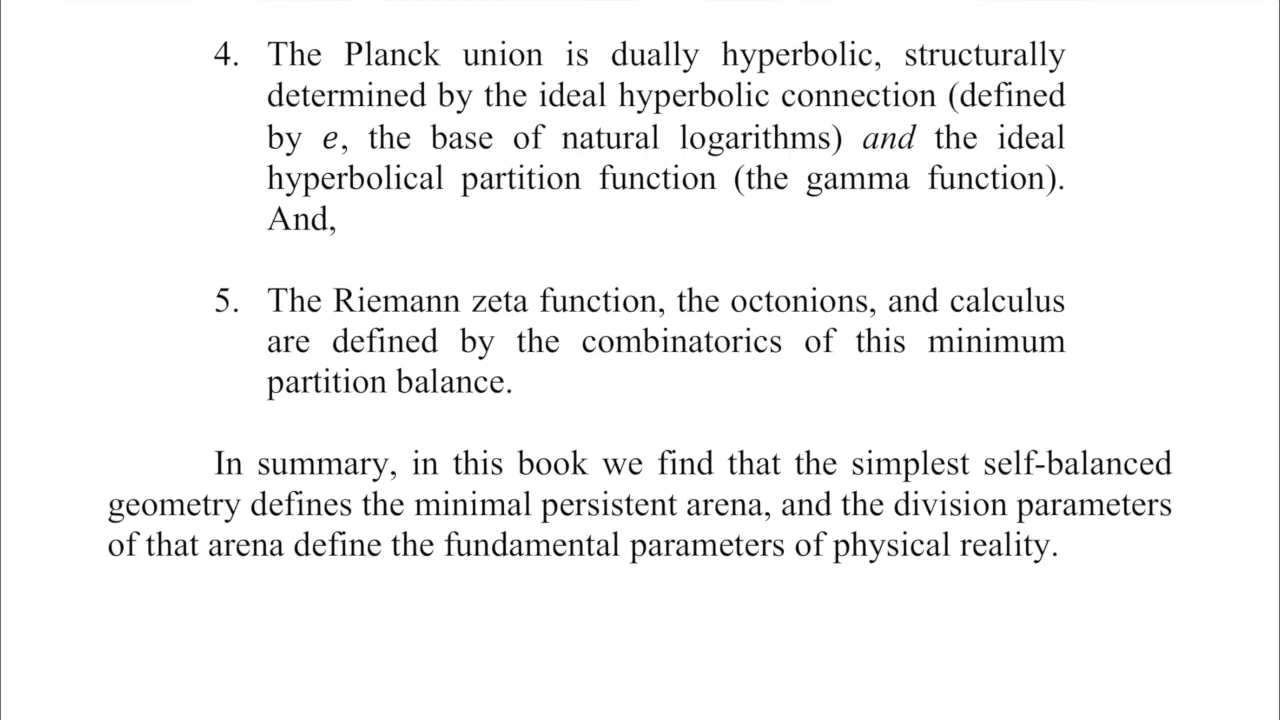 4. The Planck union is dually hyperbolic, structurally
determined by the ideal hyperbolic connection (defined
by e, the base of natural logarithms) and the ideal
hyperbolical partition function (the gamma function).
And,
5. The Riemann zeta function, the octonions, and calculus
are defined by the combinatorics of this minimum
partition balance.
In summary, in this book we find that the simplest self-balanced
geometry defines the minimal persistent arena, and the division parameters
of that arena define the fundamental parameters of physical reality.